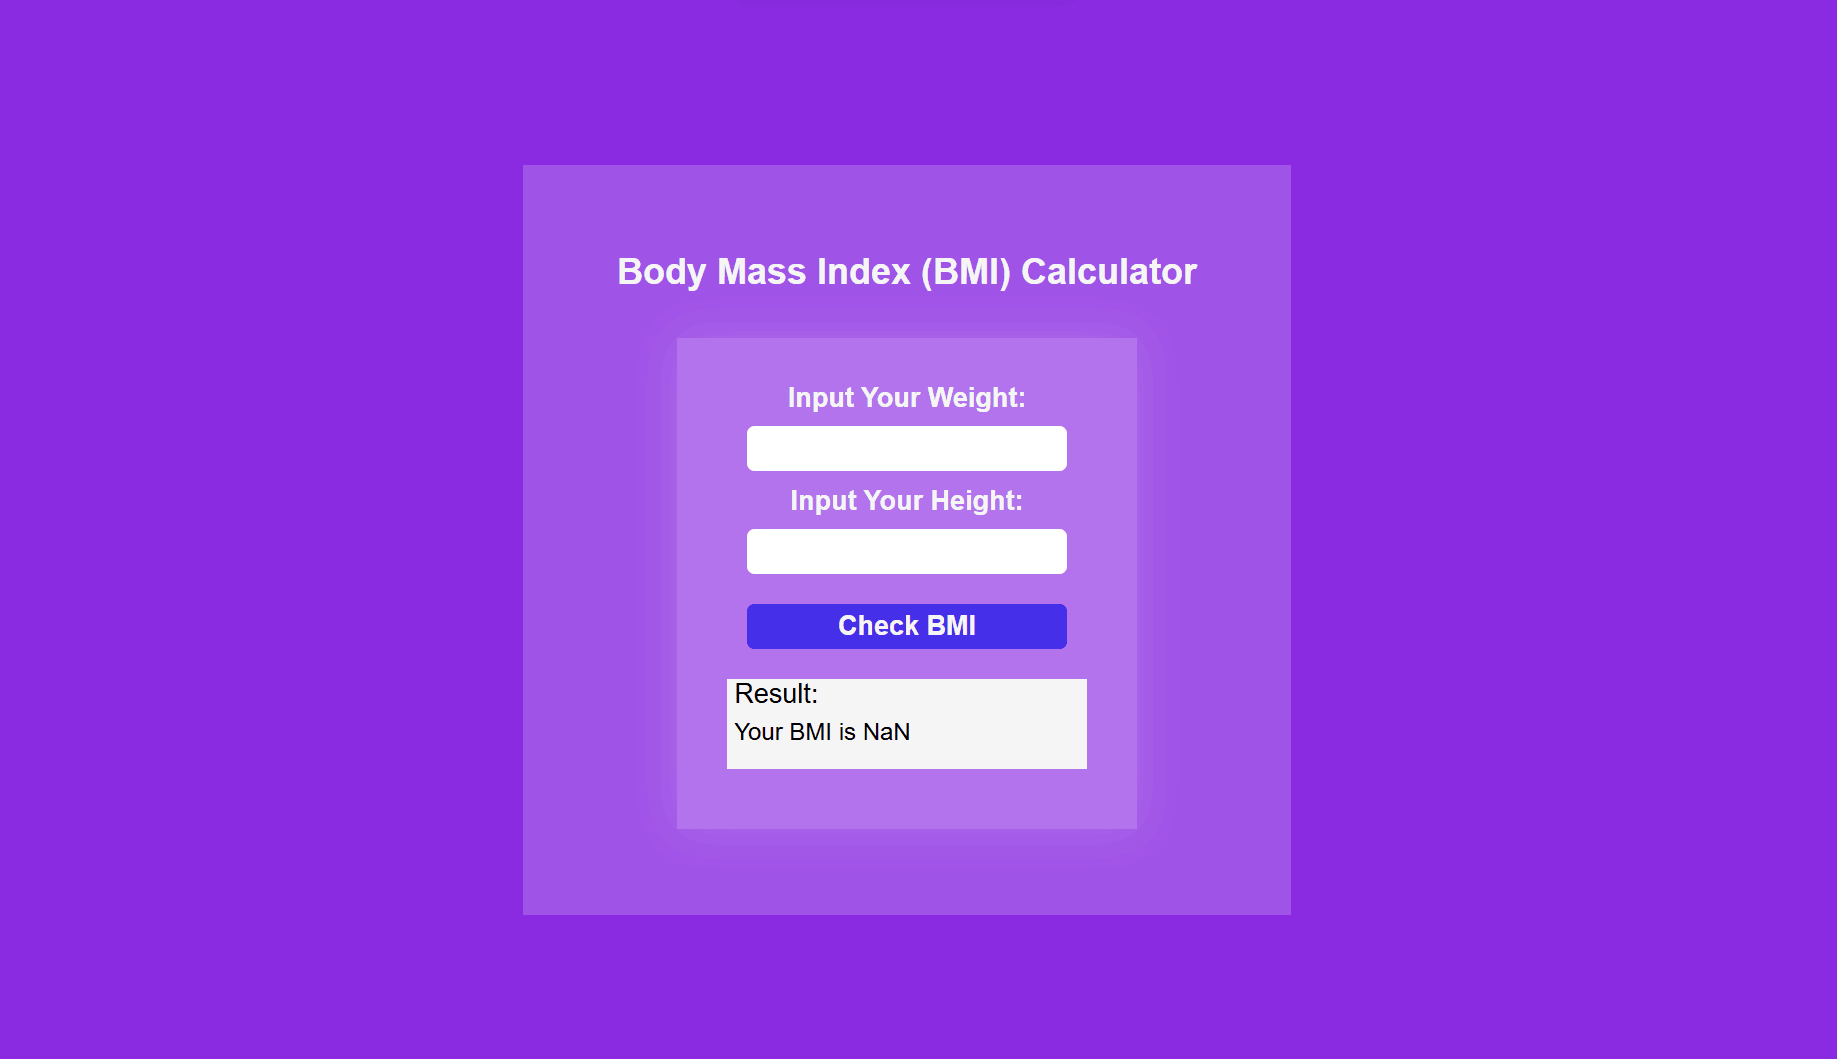 Body Mass Index (BMI) Calculator
Input Your Weight:
Input Your Height:
Check BMI
Result:
Your BMI is NaN